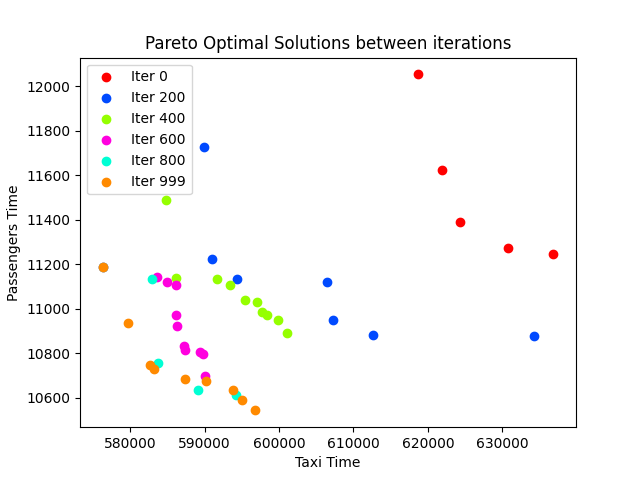 Pareto Optimal Solutions between iterations
Iter 0
Iter 200
Iter 400
Iter 600
Iter 800
Iter 999
Passengers Time
12000
11800
11600
11400
11200
11000
10800
10600
580000 590000 600000 610000 620000 630000
Taxi Time